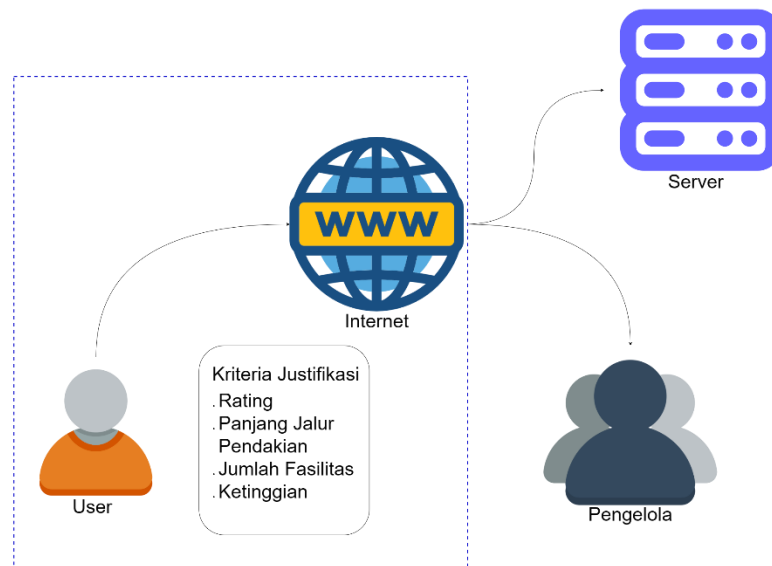 Server
WWW
Internet
Kriteria Justifikasi
. Rating
. Panjang Jalur
Pendakian
. Jumlah Fasilitas
. Ketinggian
User
Pengelola